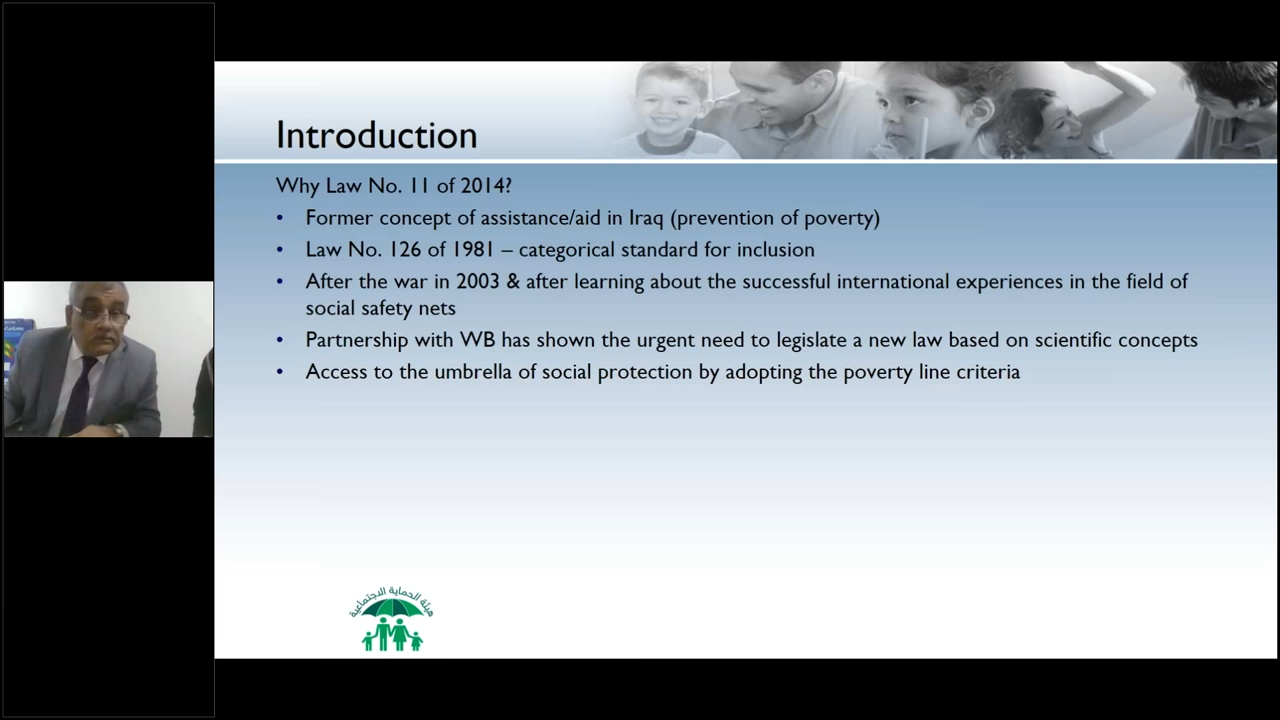 Introduction
Why Law No. 11 of 2014?
• Former concept of assistance/aid in Iraq (prevention of poverty)
• Law No. 126 of 1981 – categorical standard for inclusion
• After the war in 2003 & after learning about the successful international experiences in the field of
social safety nets
• Partnership with WB has shown the urgent need to legislate a new law based on scientific concepts
• Access to the umbrella of social protection by adopting the poverty line criteria
هيئة الحماية الاجتماعية